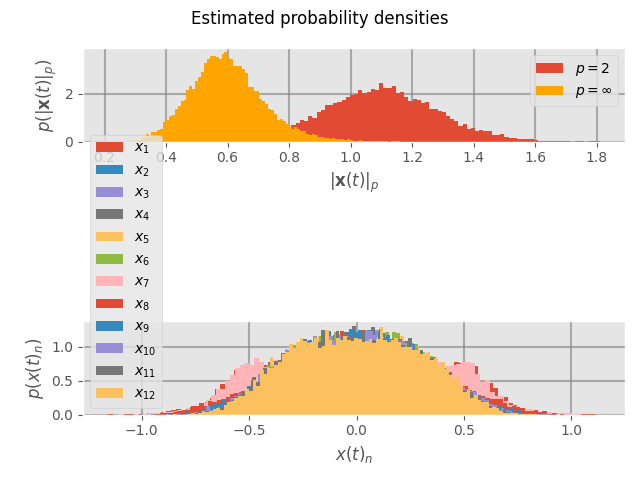 Estimated probability densities
p(|𝐱(t)|ₚ)
2
0
p = 2
p = ∞
0.2 0.4 0.6 0.8 1.0 1.2 1.4 1.6 1.8
|𝐱(t)|ₚ
x₁
x₂
x₃
x₄
x₅
x₆
x₇
x₈
x₉
x₁₀
x₁₁
x₁₂
p(x(t)ₙ)
1.0
0.5
0.0
−1.0 −0.5 0.0 0.5 1.0
x(t)ₙ